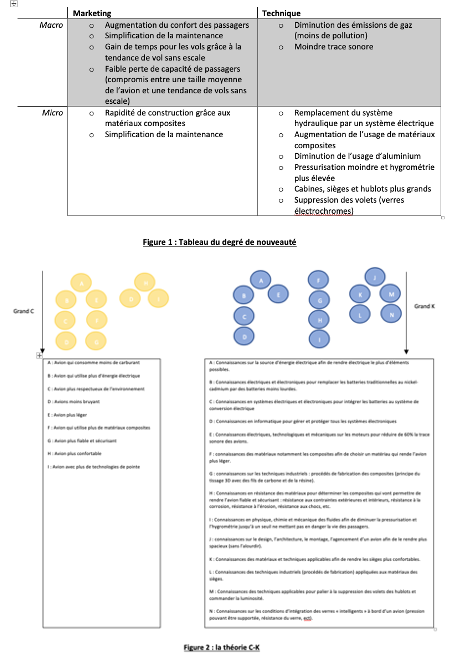 Marketing
Technique
Macro
Augmentation du confort des passagers
Simplification de la maintenance
Gain de temps pour les vols grâce à la
tendance de vol sans escale
Faible perte de capacité de passagers
(compromis entre une taille moyenne
de l'avion et une tendance de vols sans
escale)
Diminution des émissions de gaz
(moins de pollution)
Moindre trace sonore
Micro
Rapidité de construction grâce aux
matériaux composites
Simplification de la maintenance
Remplacement du système
hydraulique par un système électrique
Augmentation de l'usage de matériaux
composites
Diminution de l'usage d'aluminium
Pressurisation moindre et hygrométrie
plus élevée
Cabines, sièges et hublots plus grands
Suppression des volets (verres
électrochromes)
Figure 1 : Tableau du degré de nouveauté
Grand C
A
B
A
B
E
C
D
F
G
H
I
J
K
M
L
N
Grand K
A : Avion qui consomme moins de carburant
B : Avion qui utilise plus d'énergie électrique
C : Avion plus respectueux de l'environnement
D : Avions moins bruyant
E : Avion plus léger
F : Avion qui utilise plus de matériaux composites
G : Avion plus fiable et sécurisant
H : Avion plus confortable
I : Avion avec plus de technologies de pointe
A : Connaissances sur la source d'énergie électrique afin de rendre électrique le plus d'éléments
possibles.
B : Connaissances électriques et électroniques pour remplacer les batteries traditionnelles au nickel-
cadmium par des batteries moins lourdes.
C : Connaissances en systèmes électriques et électroniques pour intégrer les batteries au système de
conversion électrique
D : Connaissances en informatique pour gérer et protéger tous les systèmes électroniques
E : Connaissances électriques, technologiques et mécaniques sur les moteurs pour réduire de 60% la trace
sonore des avions.
F : connaissances des matériaux notamment les composites afin de choisir un matériau qui rende l'avion
plus léger.
G : connaissance sur les techniques industriels : procédés de fabrication des composites (principe du
tissage 3D avec des fils de carbone et de la résine).
H : Connaissances en résistance des matériaux pour déterminer les composites qui vont permettre de
rendre l'avion fiable et sécurisant : résistance aux contraintes extérieures et intérieurs, résistance à la
corrosion, résistance à l'érosion, résistance aux chocs, etc.
I : Connaissances en physique, chimie et mécanique des fluides afin de diminuer la pressurisation et
l'hygrométrie jusqu'à un seuil ne mettant pas en danger la vie des passagers.
J : connaissances sur le design, l'architecture, le montage, l'agencement d'un avion afin de le rendre plus
spacieux (sans l'alourdir).
K : Connaissance des matériaux et techniques applicables afin de rendre les sièges plus confortables.
L : Connaissance des techniques industriels (procédés de fabrication) appliquées aux matériaux des
sièges.
M : Connaissance des techniques applicables pour palier à la suppression des volets des hublots et
commander la luminosité.
N : Connaissances sur les conditions d'intégration des verres « intelligents » à bord d'un avion (pression
pouvant être supportée, résistance du verre, ect).
Figure 2 : la théorie C-K